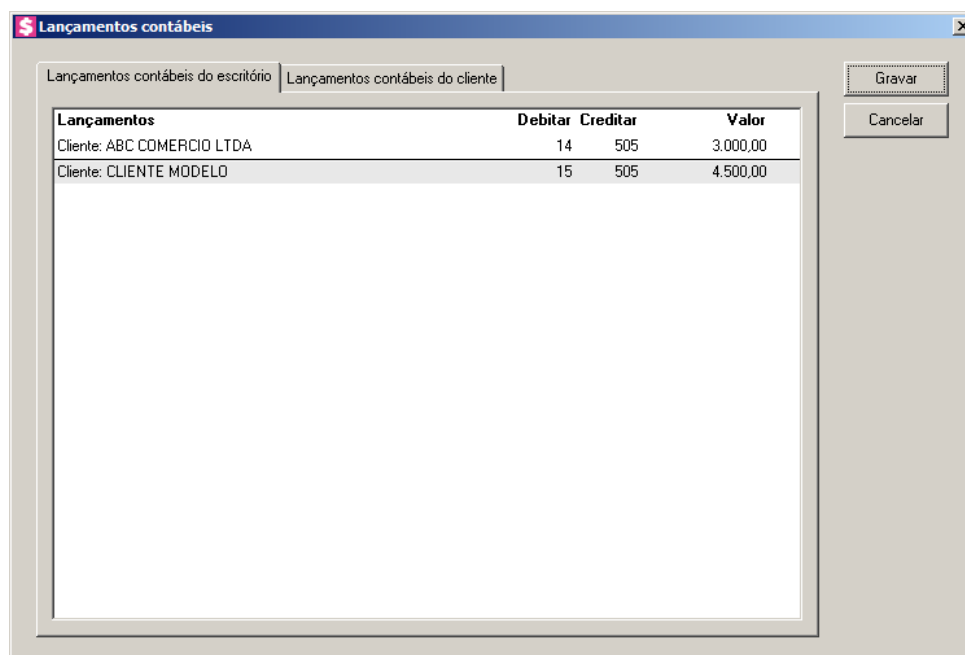 Lançamentos contábeis
Lançamentos contábeis do escritório Lançamentos contábeis do cliente
Gravar
Cancelar
Lançamentos Debitar Creditar Valor
Cliente: ABC COMERCIO LTDA 14 505 3.000,00
Cliente: CLIENTE MODELO 15 505 4.500,00